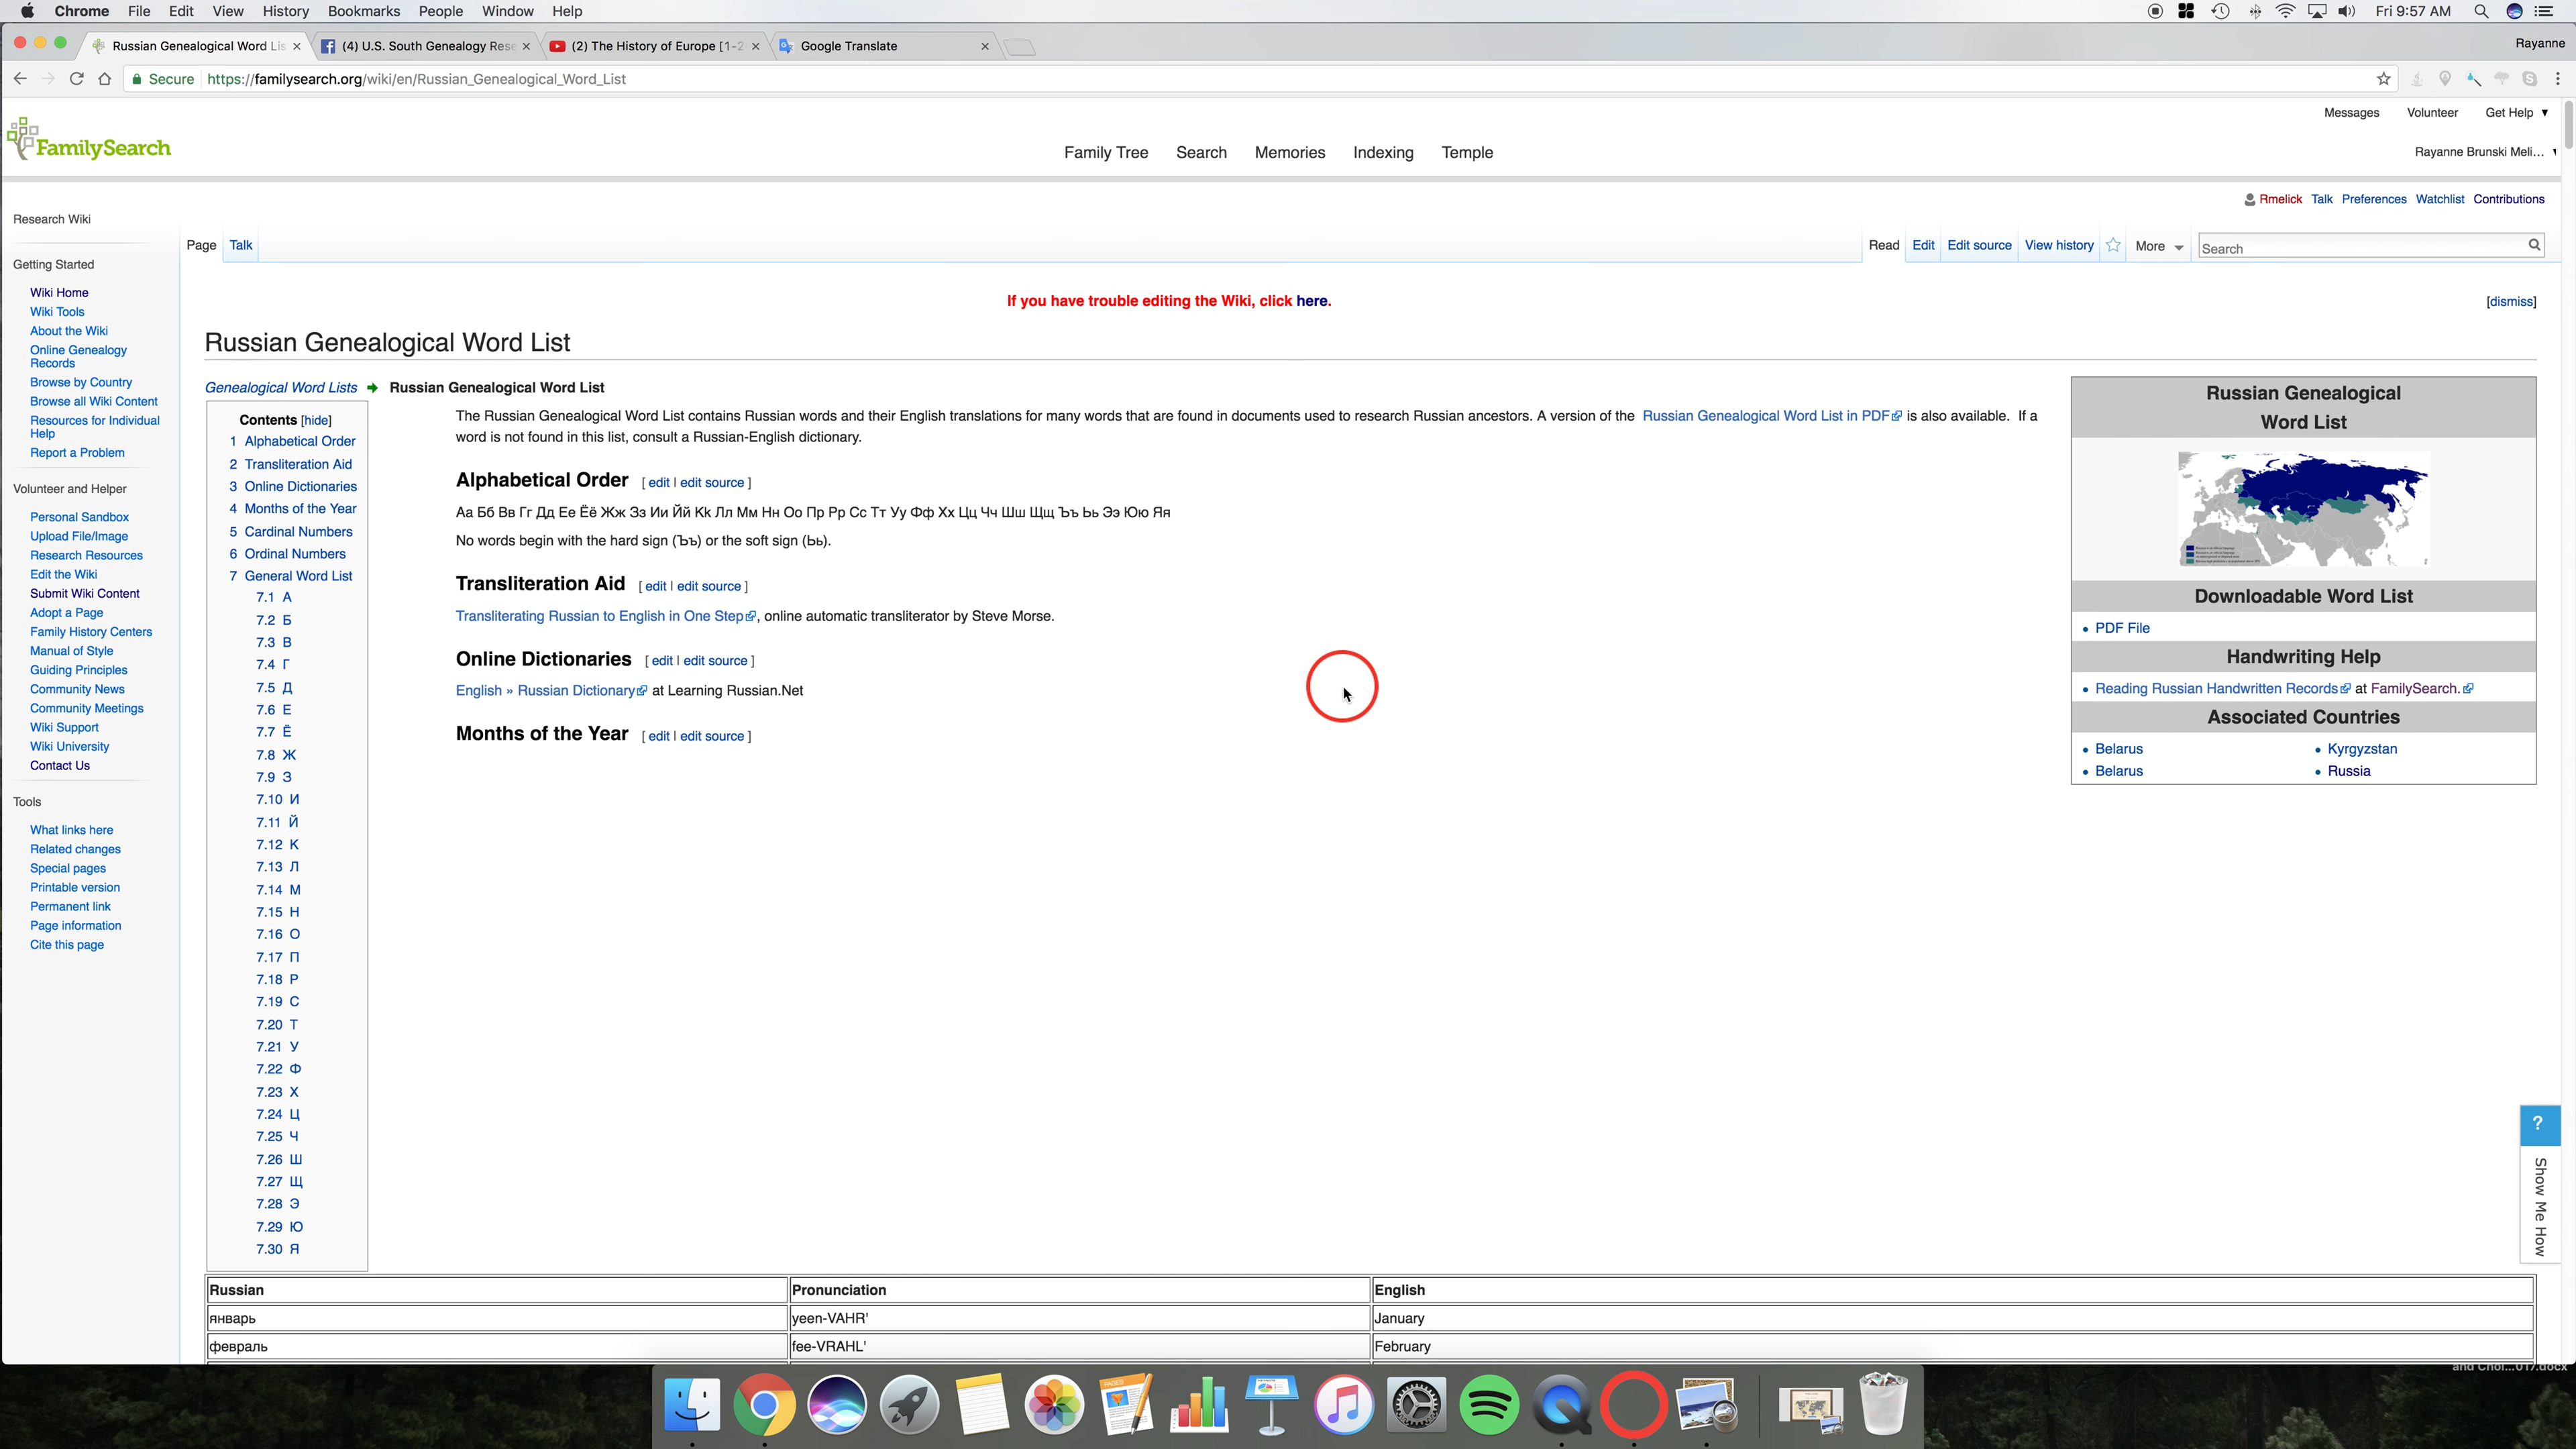 Chrome File Edit View History Bookmarks People Window Help Fri 9:57 AM
Russian Genealogical Word Lis (4) U.S. South Genealogy Rese (2) The History of Europe [1-2 Google Translate Rayanne
Secure https://familysearch.org/wiki/en/Russian_Genealogical_Word_List
Messages Volunteer Get Help
FamilySearch
Family Tree Search Memories Indexing Temple
Rayanne Brunski Meli...
Rmelick Talk Preferences Watchlist Contributions
Research Wiki
Getting Started
Wiki Home
Wiki Tools
About the Wiki
Online Genealogy
Records
Browse by Country
Browse all Wiki Content
Resources for Individual
Help
Report a Problem
Volunteer and Helper
Personal Sandbox
Upload File/Image
Research Resources
Edit the Wiki
Submit Wiki Content
Adopt a Page
Family History Centers
Manual of Style
Guiding Principles
Community News
Community Meetings
Wiki Support
Wiki University
Contact Us
Tools
What links here
Related changes
Special pages
Printable version
Permanent link
Page information
Cite this page
Page Talk Read Edit Edit source View history More Search
If you have trouble editing the Wiki, click here.
[dismiss]
Russian Genealogical Word List
Genealogical Word Lists Russian Genealogical Word List
Contents [hide]
1 Alphabetical Order
2 Transliteration Aid
3 Online Dictionaries
4 Months of the Year
5 Cardinal Numbers
6 Ordinal Numbers
7 General Word List
7.1 А
7.2 Б
7.3 В
7.4 Г
7.5 Д
7.6 Е
7.7 Ё
7.8 Ж
7.9 З
7.10 И
7.11 Й
7.12 К
7.13 Л
7.14 М
7.15 Н
7.16 О
7.17 П
7.18 Р
7.19 С
7.20 Т
7.21 У
7.22 Ф
7.23 Х
7.24 Ц
7.25 Ч
7.26 Ш
7.27 Щ
7.28 Э
7.29 Ю
7.30 Я
The Russian Genealogical Word List contains Russian words and their English translations for many words that are found in documents used to research Russian ancestors. A version of the Russian Genealogical Word List in PDF is also available. If a
word is not found in this list, consult a Russian-English dictionary.
Alphabetical Order [ edit | edit source ]
Аа Бб Вв Гг Дд Ее Ёё Жж Зз Ии Йй Кk Лл Мм Нн Оо Пр Рр Сс Тт Уу Фф Хх Цц Чч Шш Щщ Ъъ Ьь Ээ Юю Яя
No words begin with the hard sign (Ъъ) or the soft sign (Ьь).
Transliteration Aid [ edit | edit source ]
Transliterating Russian to English in One Step, online automatic transliterator by Steve Morse.
Online Dictionaries [ edit | edit source ]
English » Russian Dictionary at Learning Russian.Net
Months of the Year [ edit | edit source ]
Russian Genealogical
Word List
Downloadable Word List
PDF File
Handwriting Help
Reading Russian Handwritten Records at FamilySearch.
Associated Countries
Belarus Kyrgyzstan
Belarus Russia
?
Show Me How
Russian Pronunciation English
январь yeen-VAHR' January
февраль fee-VRAHL' February
PAGES